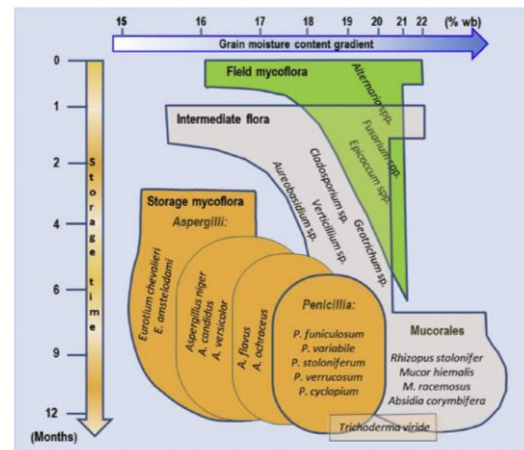 15 16 17 18 19 20 21 22 (% wb)
Grain moisture content gradient
0
1
2
4
6
9
12
(Months)
Storage time
Field mycoflora
Alternaria spp.
Fusarium spp.
Epicoccum spp.
Intermediate flora
Aureobasidium sp.
Cladosporium sp.
Verticillium sp.
Geotrichum sp.
Storage mycoflora
Aspergilli:
Eurotium chevalieri
E. amstelodami
Aspergillus niger
A. candidus
A. versicolor
A. flavus
A. ochraceus
Penicillia:
P. funiculosum
P. variabile
P. stoloniferum
P. verrucosum
P. cyclopium
Mucorales
Rhizopus stolonifer
Mucor hiemalis
M. racemosus
Absidia corymbifera
Trichoderma viride